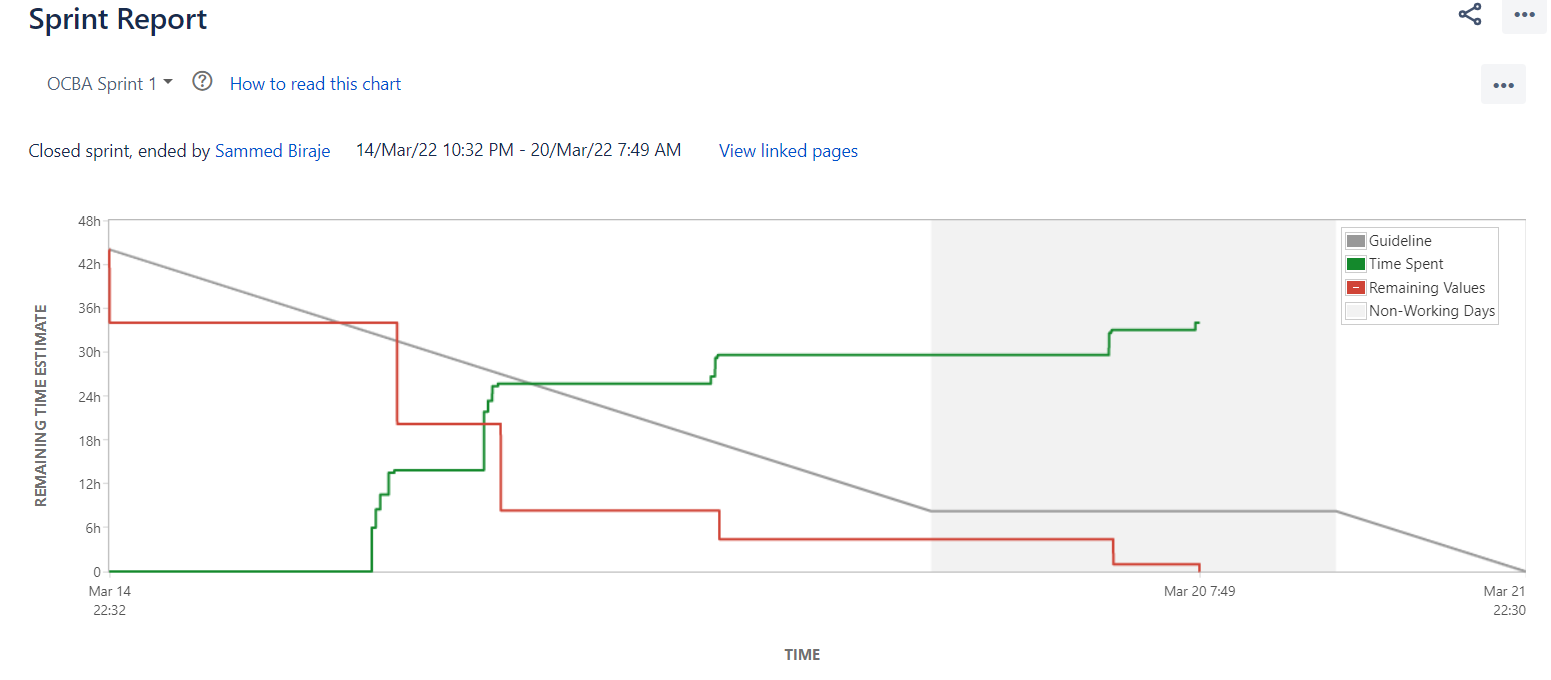 Sprint Report
OCBA Sprint 1
How to read this chart
Closed sprint, ended by Sammed Biraje 14/Mar/22 10:32 PM - 20/Mar/22 7:49 AM View linked pages
REMAINING TIME ESTIMATE
48h
42h
36h
30h
24h
18h
12h
6h
0
Guideline
Time Spent
Remaining Values
Non-Working Days
Mar 14
22:32
Mar 20 7:49
Mar 21
22:30
TIME